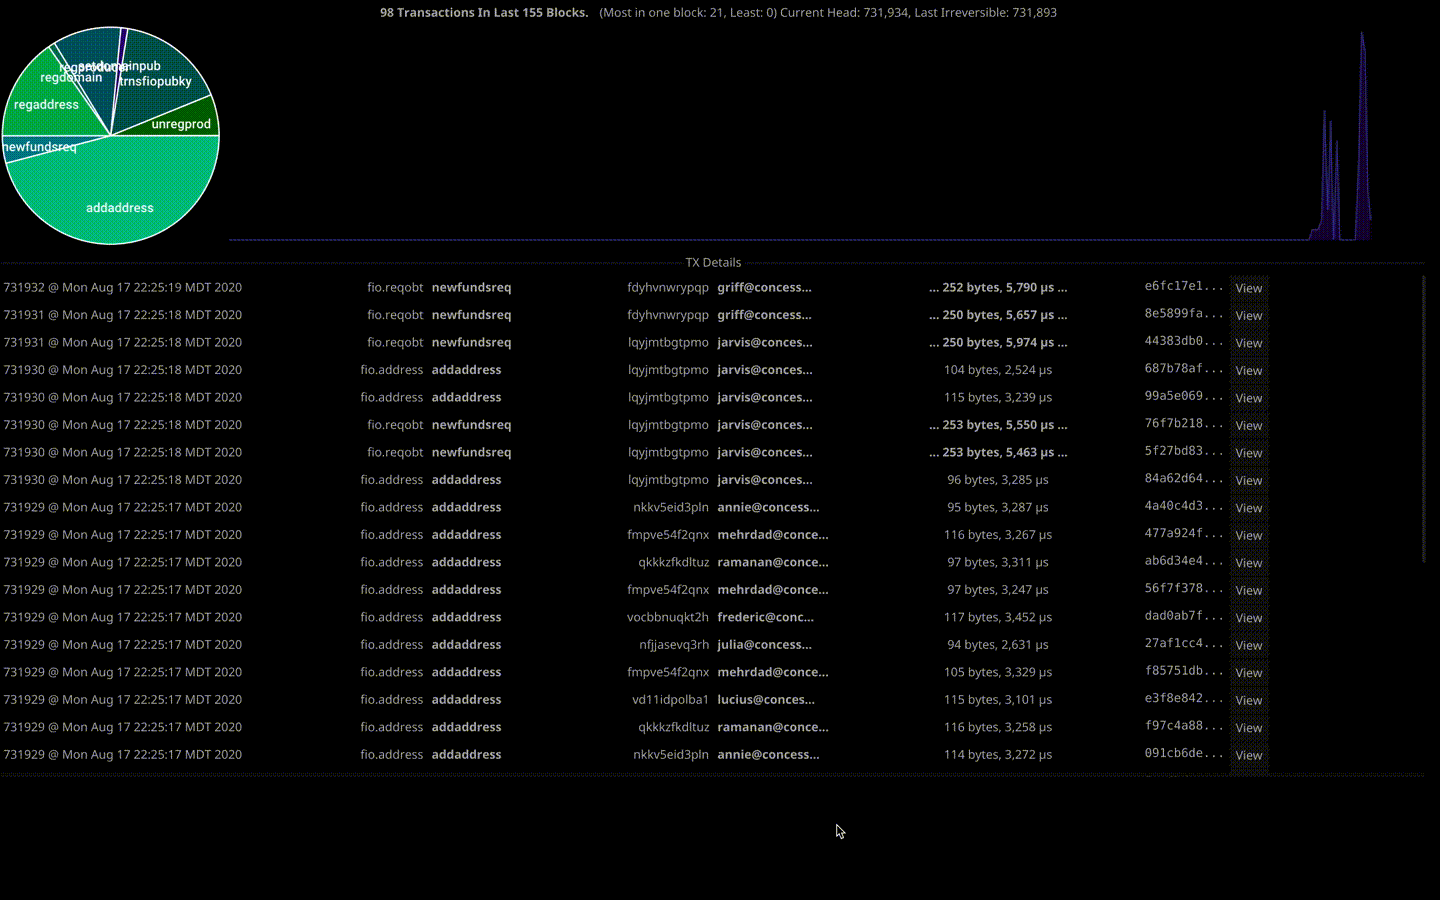 98 Transactions In Last 155 Blocks. (Most in one block: 21, Least: 0) Current Head: 731,934, Last Irreversible: 731,893
setdomainpub
regdomain
trnsfiopubky
regaddress
unregprod
newfundsreq
addaddress
TX Details
731932 @ Mon Aug 17 22:25:19 MDT 2020 fio.reqobt newfundsreq fdyhvnwrypqp griff@concess... ... 252 bytes, 5,790 µs ... e6fc17e1... View
731931 @ Mon Aug 17 22:25:18 MDT 2020 fio.reqobt newfundsreq fdyhvnwrypqp griff@concess... ... 250 bytes, 5,657 µs ... 8e5899fa... View
731931 @ Mon Aug 17 22:25:18 MDT 2020 fio.reqobt newfundsreq lqyjmtbgtpmo jarvis@conces... ... 250 bytes, 5,974 µs ... 44383db0... View
731930 @ Mon Aug 17 22:25:18 MDT 2020 fio.address addaddress lqyjmtbgtpmo jarvis@conces... 104 bytes, 2,524 µs 687b78af... View
731930 @ Mon Aug 17 22:25:18 MDT 2020 fio.address addaddress lqyjmtbgtpmo jarvis@conces... 115 bytes, 3,239 µs 99a5e069... View
731930 @ Mon Aug 17 22:25:18 MDT 2020 fio.reqobt newfundsreq lqyjmtbgtpmo jarvis@conces... ... 253 bytes, 5,550 µs ... 76f7b218... View
731930 @ Mon Aug 17 22:25:18 MDT 2020 fio.reqobt newfundsreq lqyjmtbgtpmo jarvis@conces... ... 253 bytes, 5,463 µs ... 5f27bd83... View
731930 @ Mon Aug 17 22:25:18 MDT 2020 fio.address addaddress lqyjmtbgtpmo jarvis@conces... 96 bytes, 3,285 µs 84a62d64... View
731929 @ Mon Aug 17 22:25:17 MDT 2020 fio.address addaddress nkkv5eid3pln annie@concess... 95 bytes, 3,287 µs 4a40c4d3... View
731929 @ Mon Aug 17 22:25:17 MDT 2020 fio.address addaddress fmpve54f2qnx mehrdad@conce... 116 bytes, 3,267 µs 477a924f... View
731929 @ Mon Aug 17 22:25:17 MDT 2020 fio.address addaddress qkkkzfkdltuz ramanan@conce... 97 bytes, 3,311 µs ab6d34e4... View
731929 @ Mon Aug 17 22:25:17 MDT 2020 fio.address addaddress fmpve54f2qnx mehrdad@conce... 97 bytes, 3,247 µs 56f7f378... View
731929 @ Mon Aug 17 22:25:17 MDT 2020 fio.address addaddress vocbbnuqkt2h frederic@conc... 117 bytes, 3,452 µs dad0ab7f... View
731929 @ Mon Aug 17 22:25:17 MDT 2020 fio.address addaddress nfjjasevq3rh julia@concess... 94 bytes, 2,631 µs 27af1cc4... View
731929 @ Mon Aug 17 22:25:17 MDT 2020 fio.address addaddress fmpve54f2qnx mehrdad@conce... 105 bytes, 3,329 µs f85751db... View
731929 @ Mon Aug 17 22:25:17 MDT 2020 fio.address addaddress vd11idpolba1 lucius@conces... 115 bytes, 3,101 µs e3f8e842... View
731929 @ Mon Aug 17 22:25:17 MDT 2020 fio.address addaddress qkkkzfkdltuz ramanan@conce... 116 bytes, 3,258 µs f97c4a88... View
731929 @ Mon Aug 17 22:25:17 MDT 2020 fio.address addaddress nkkv5eid3pln annie@concess... 114 bytes, 3,272 µs 091cb6de... View